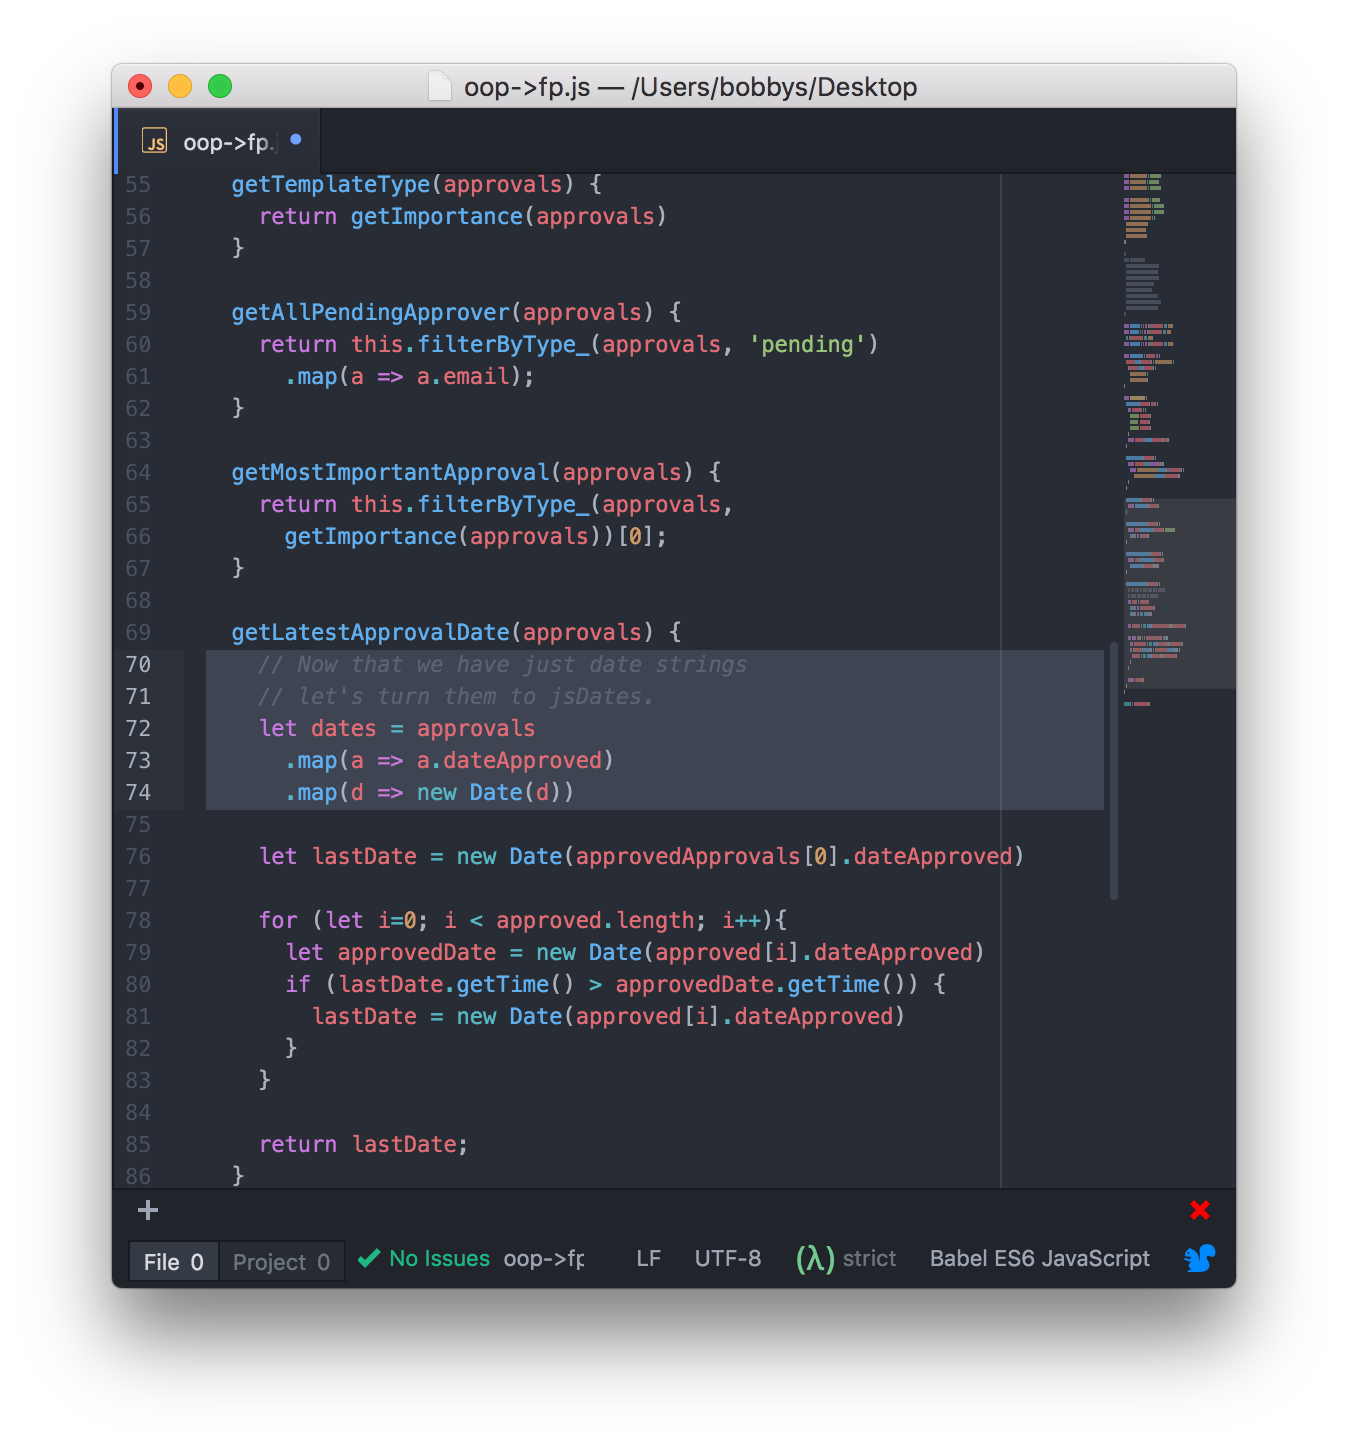 oop->fp.js — /Users/bobbys/Desktop
JS oop->fp.j
55 getTemplateType(approvals) {
56 return getImportance(approvals)
57 }
58
59 getAllPendingApprover(approvals) {
60 return this.filterByType_(approvals, 'pending')
61 .map(a => a.email);
62 }
63
64 getMostImportantApproval(approvals) {
65 return this.filterByType_(approvals,
66 getImportance(approvals))[0];
67 }
68
69 getLatestApprovalDate(approvals) {
70 // Now that we have just date strings
71 // let's turn them to jsDates.
72 let dates = approvals
73 .map(a => a.dateApproved)
74 .map(d => new Date(d))
75
76 let lastDate = new Date(approvedApprovals[0].dateApproved)
77
78 for (let i=0; i < approved.length; i++){
79 let approvedDate = new Date(approved[i].dateApproved)
80 if (lastDate.getTime() > approvedDate.getTime()) {
81 lastDate = new Date(approved[i].dateApproved)
82 }
83 }
84
85 return lastDate;
86 }
File 0 Project 0 No Issues oop->fp LF UTF-8 (λ) strict Babel ES6 JavaScript